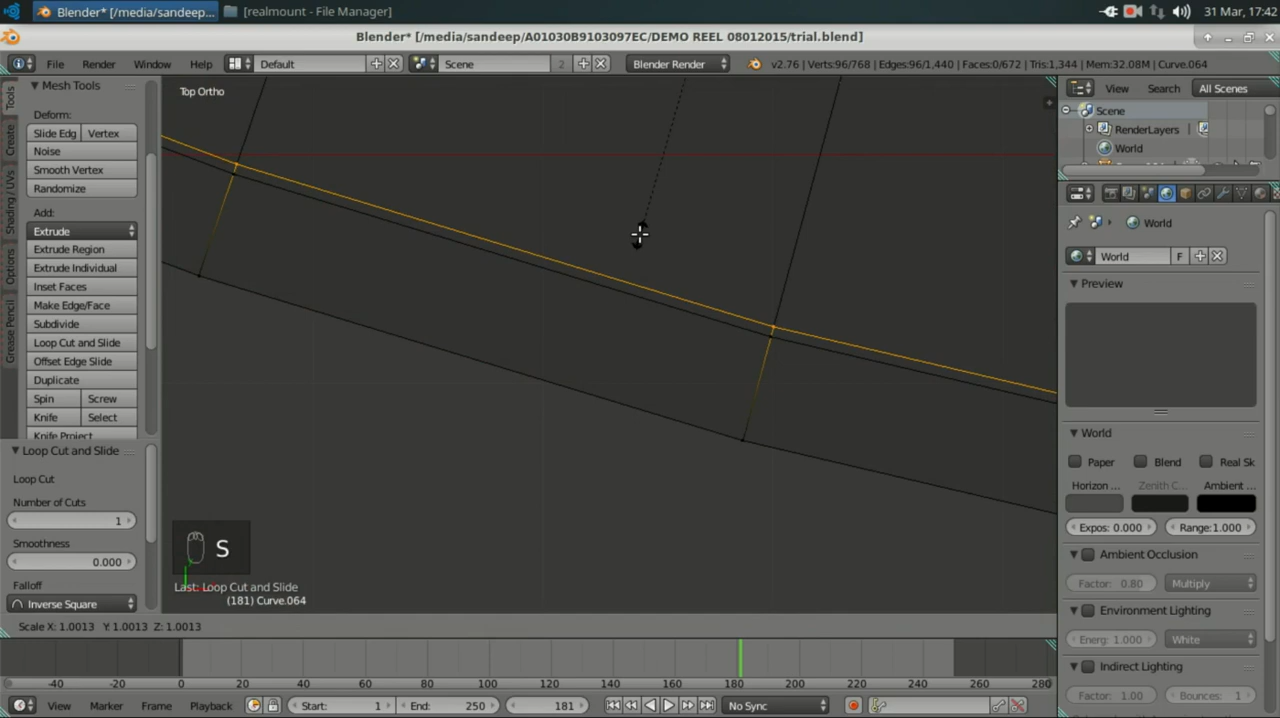 Blender* [/media/sandeep... [realmount - File Manager] 31 Mar, 17:42
Blender* [/media/sandeep/A01030B9103097EC/DEMO REEL 08012015/trial.blend]
File Render Window Help Default Scene 2 Blender Render v2.76 | Verts:96/768 | Edges:96/1,440 | Faces:0/672 | Tris:1,344 | Mem:32.08M | Curve.064
Tools
Create
Shading / UVs
Options
Grease Pencil
Mesh Tools
Deform:
Slide Edg Vertex
Noise
Smooth Vertex
Randomize
Add:
Extrude
Extrude Region
Extrude Individual
Inset Faces
Make Edge/Face
Subdivide
Loop Cut and Slide
Offset Edge Slide
Duplicate
Spin Screw
Knife Select
Knife Project
Loop Cut and Slide
Loop Cut
Number of Cuts
1
Smoothness
0.000
Falloff
Inverse Square
Top Ortho
S
Last: Loop Cut and Slide
(181) Curve.064
Scale X: 1.0013 Y: 1.0013 Z: 1.0013
View Search All Scenes
Scene
RenderLayers
World
World
World F
Preview
World
Paper Blend Real Sk
Horizon ... Zenith C... Ambient ...
Expos: 0.000 Range:1.000
Ambient Occlusion
Factor: 0.80 Multiply
Environment Lighting
Energ: 1.000 White
Indirect Lighting
Factor: 1.00 Bounces: 1
-40 -20 0 20 40 60 80 100 120 140 160 180 200 220 240 260 280
View Marker Frame Playback Start: 1 End: 250 181 No Sync